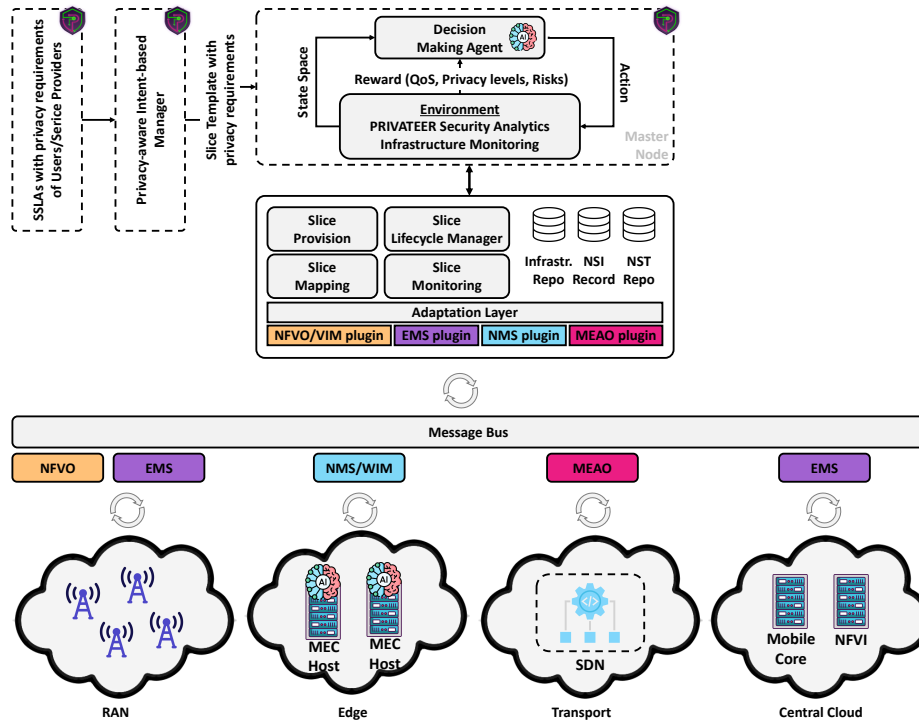 SSLAs with privacy requirements
of Users/Serice Providers
Privacy-aware Intent-based
Manager
Slice Template with
privacy requirements
State Space
Decision
Making Agent
AI
Reward (QoS, Privacy levels, Risks)
Action
Environment
PRIVATEER Security Analytics
Infrastructure Monitoring
Master
Node
Slice
Provision
Slice
Lifecycle Manager
Slice
Mapping
Slice
Monitoring
Infrastr.
Repo
NSI
Record
NST
Repo
Adaptation Layer
NFVO/VIM plugin
EMS plugin
NMS plugin
MEAO plugin
Message Bus
NFVO
EMS
NMS/WIM
MEAO
EMS
AI
AI
MEC
Host
MEC
Host
SDN
Mobile
Core
NFVI
RAN
Edge
Transport
Central Cloud